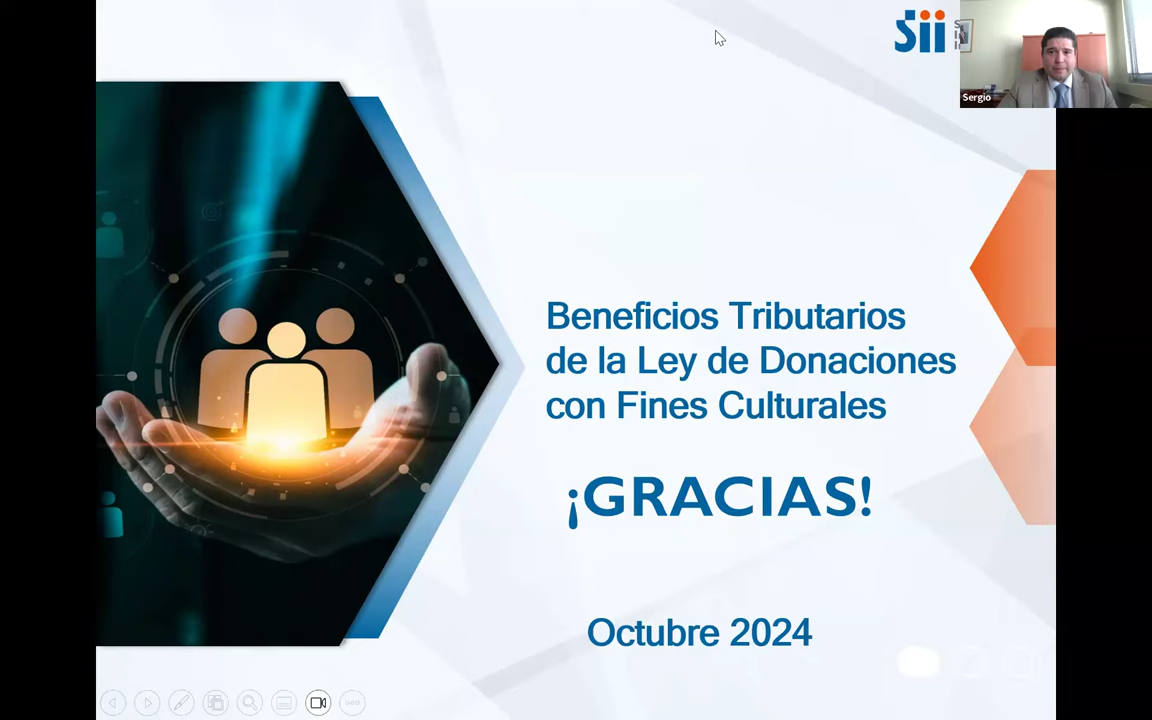 Sii
Sergio
Beneficios Tributarios
de la Ley de Donaciones
con Fines Culturales
¡GRACIAS!
Octubre 2024